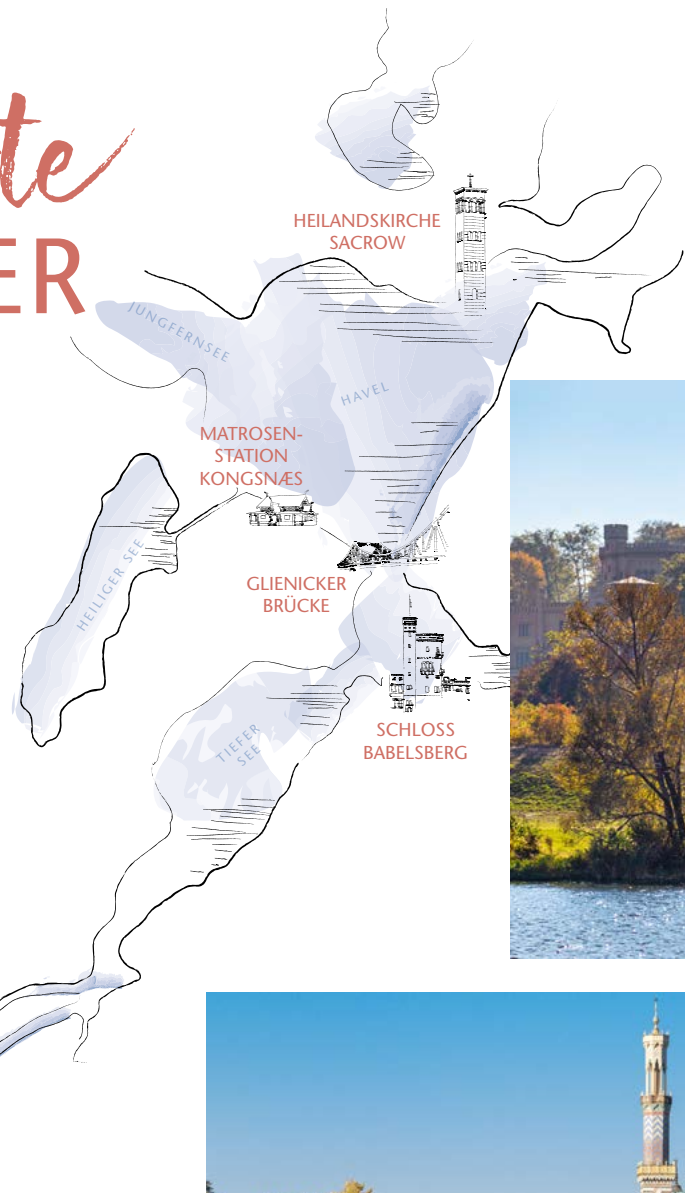 te
ER
HEILANDSKIRCHE
SACROW
JUNGFERNSEE
HAVEL
MATROSEN-
STATION
KONGSNÆS
HEILIGER SEE
GLIENICKER
BRÜCKE
TIEFER
SEE
SCHLOSS
BABELSBERG